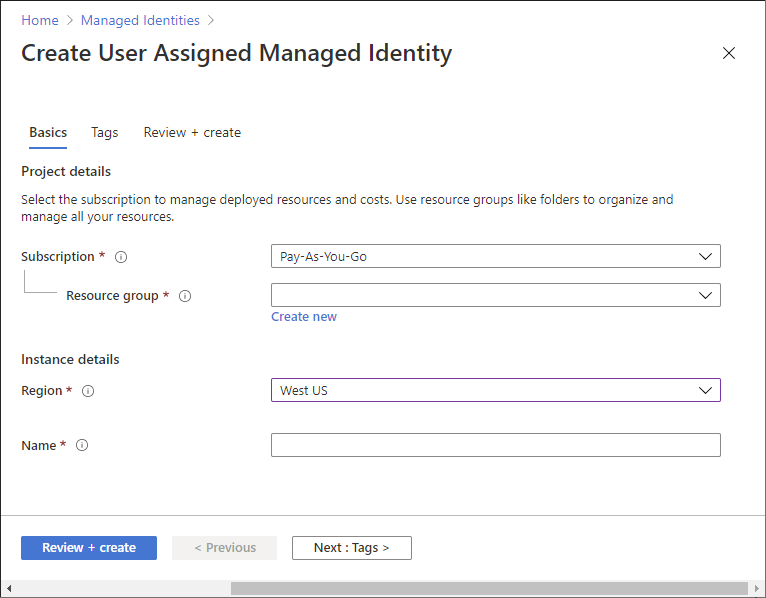 Home > Managed Identities >
Create User Assigned Managed Identity
Basics Tags Review + create
Project details
Select the subscription to manage deployed resources and costs. Use resource groups like folders to organize and
manage all your resources.
Subscription * Pay-As-You-Go
Resource group *
Create new
Instance details
Region * West US
Name *
Review + create < Previous Next : Tags >